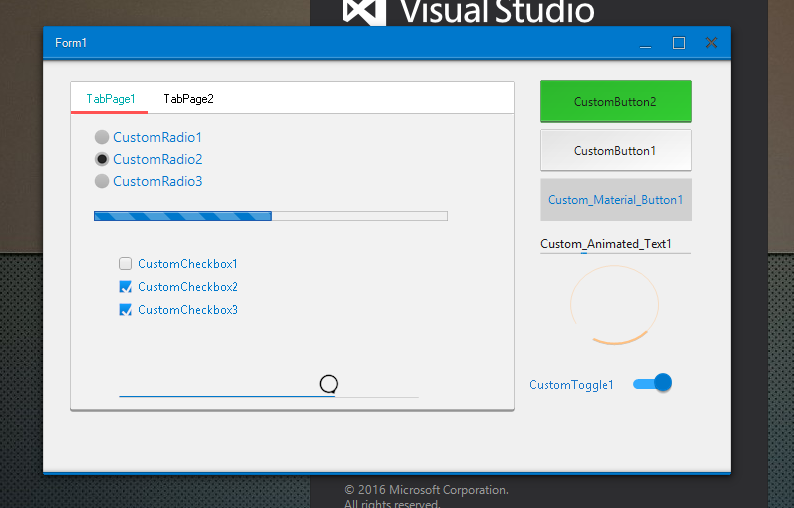 Visual Studio
Form1
TabPage1 TabPage2
CustomRadio1
CustomRadio2
CustomRadio3
CustomCheckbox1
CustomCheckbox2
CustomCheckbox3
CustomButton2
CustomButton1
Custom_Material_Button1
Custom_Animated_Text1
CustomToggle1
© 2016 Microsoft Corporation.
All rights reserved.